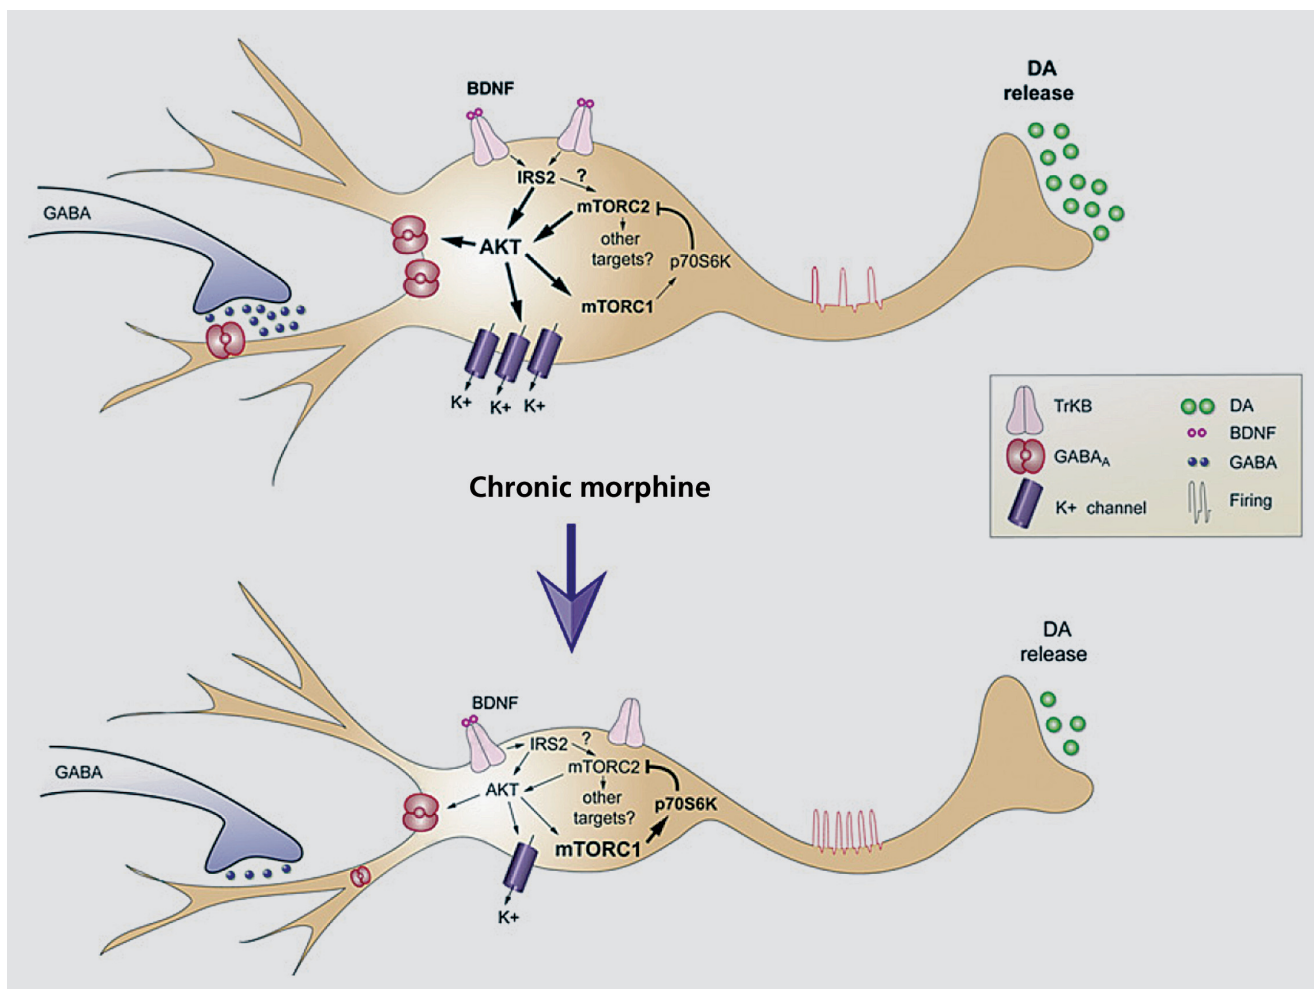 DA
release
BDNF
IRS2
?
mTORC2
GABA
other
targets?
AKT
p70S6K
mTORC1
K+
K+
K+
TrKB
DA
BDNF
GABAA
GABA
K+ channel
Firing
Chronic morphine
DA
release
BDNF
IRS2
?
mTORC2
GABA
AKT
other
targets?
p70S6K
mTORC1
K+